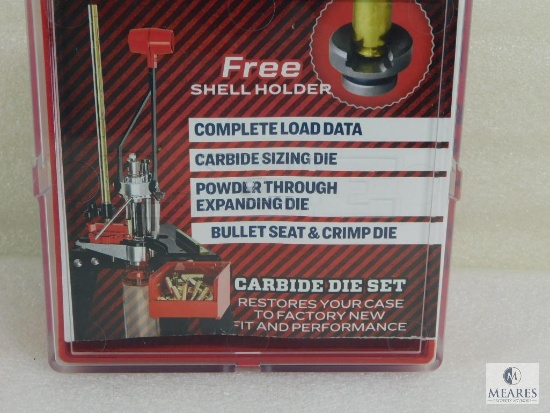 Free
SHELL HOLDER
COMPLETE LOAD DATA
CARBIDE SIZING DIE
POWDER THROUGH
EXPANDING DIE
BULLET SEAT & CRIMP DIE
CARBIDE DIE SET
RESTORES YOUR CASE
TO FACTORY NEW
FIT AND PERFORMANCE
M
MEARES